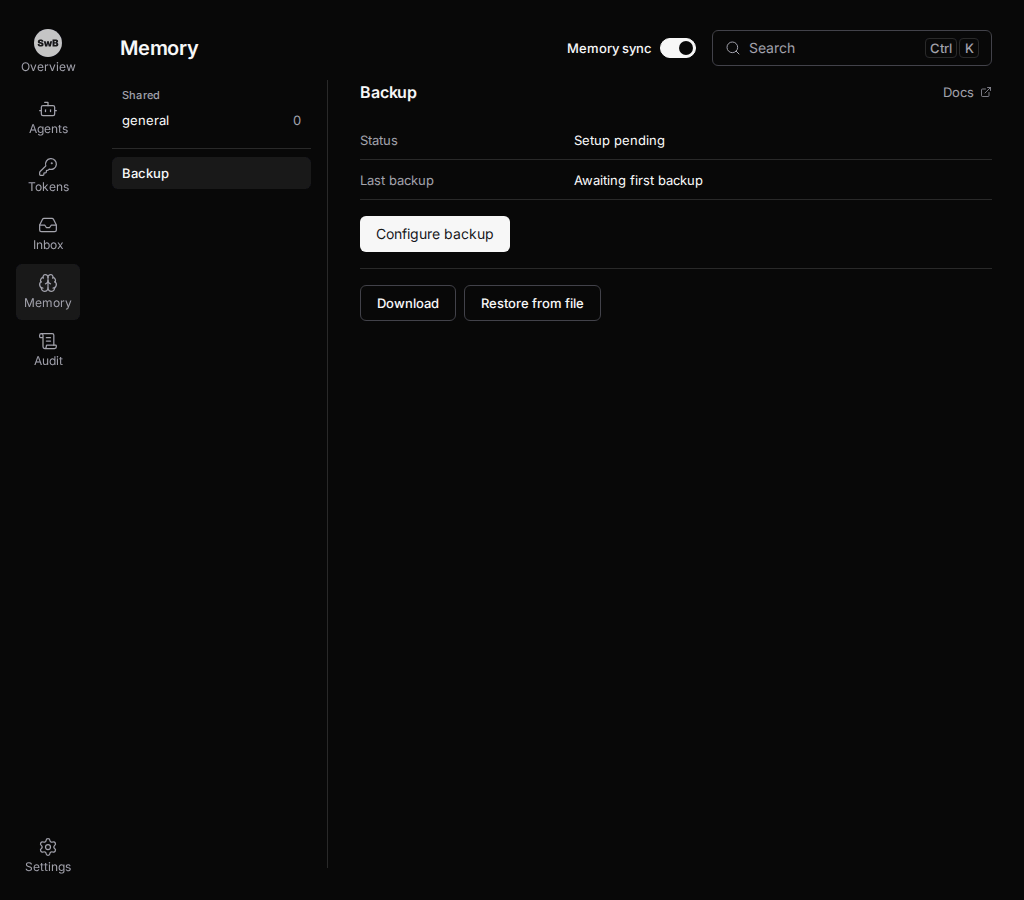 SwB
Overview
Agents
Tokens
Inbox
Memory
Audit
Settings
Memory
Memory sync
Search
Ctrl K
Shared
general 0
Backup
Backup
Docs
Status Setup pending
Last backup Awaiting first backup
Configure backup
Download Restore from file